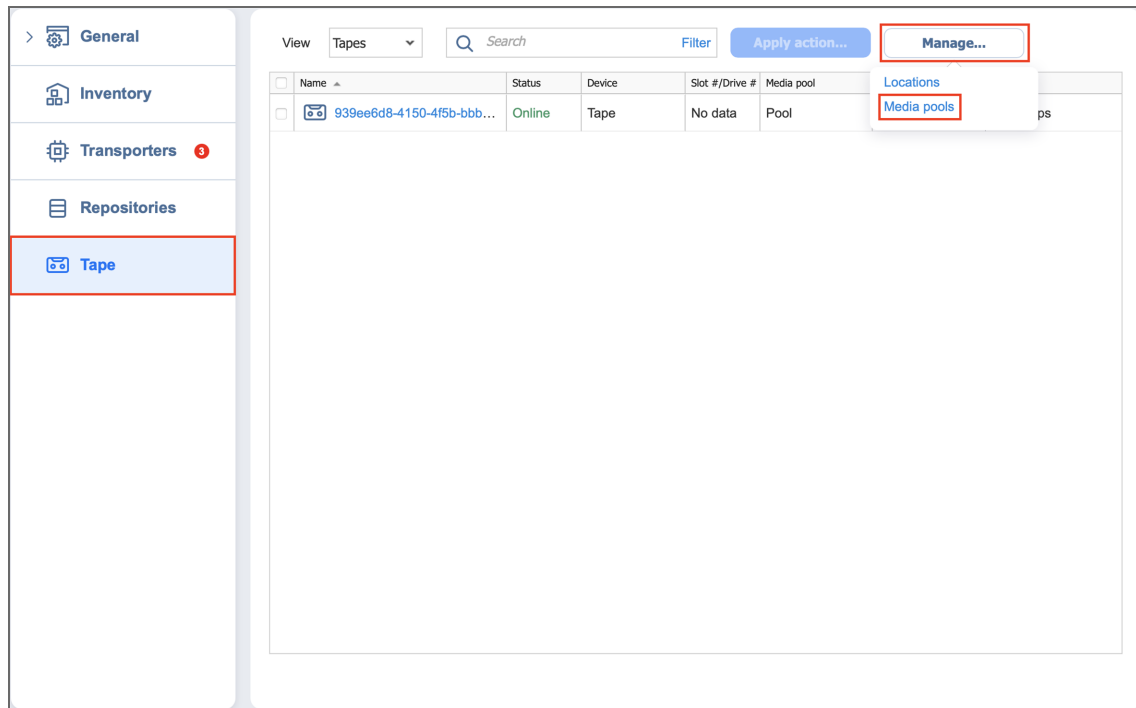 General
Inventory
Transporters 3
Repositories
Tape
View Tapes Search Filter Apply action... Manage...
Locations
Media pools
Name Status Device Slot #/Drive # Media pool
939ee6d8-4150-4f5b-bbb... Online Tape No data Pool ps